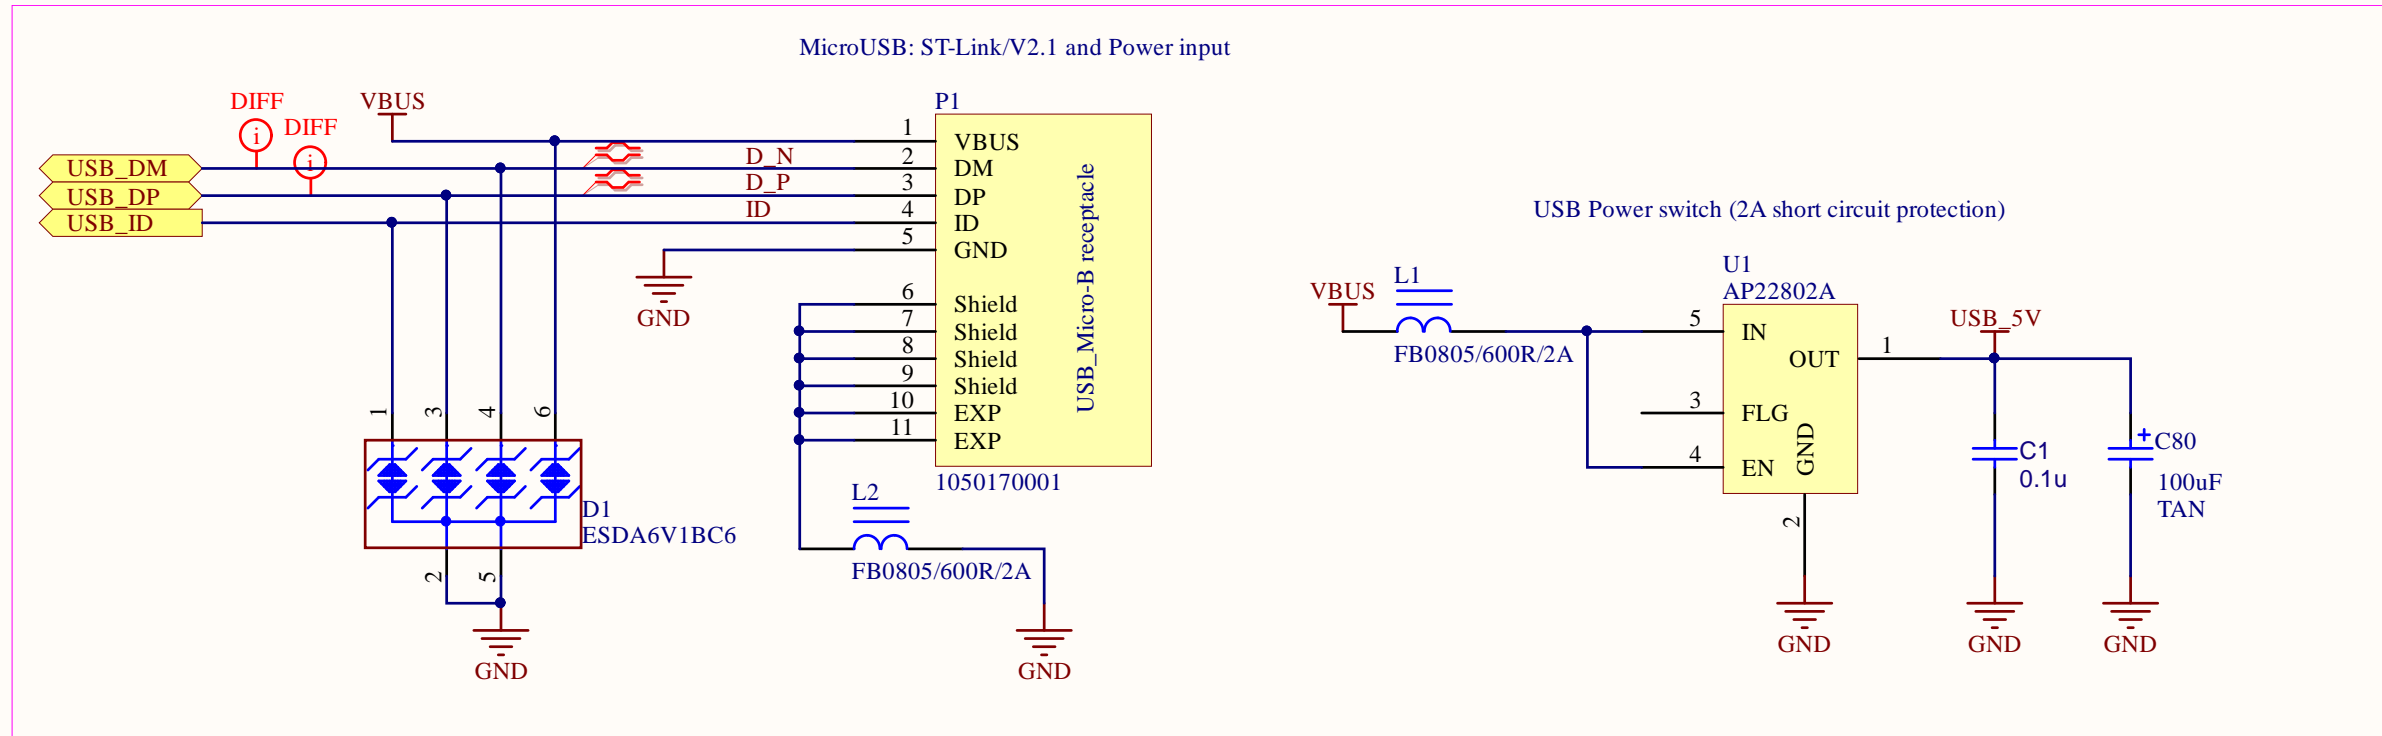 MicroUSB: ST-Link/V2.1 and Power input
DIFF
DIFF
VBUS
P1
USB_DM
USB_DP
USB_ID
D_N
D_P
ID
1 VBUS
2 DM
3 DP
4 ID
5 GND
6 Shield
7 Shield
8 Shield
9 Shield
10 EXP
11 EXP
USB_Micro-B receptacle
1050170001
GND
1 3 4 6
D1
ESDA6V1BC6
2 5
GND
L2
FB0805/600R/2A
GND
USB Power switch (2A short circuit protection)
VBUS
L1
FB0805/600R/2A
U1
AP22802A
5 IN
OUT 1
3 FLG
4 EN
GND
2
GND
USB_5V
C1
0.1u
GND
+
C80
100uF
TAN
GND